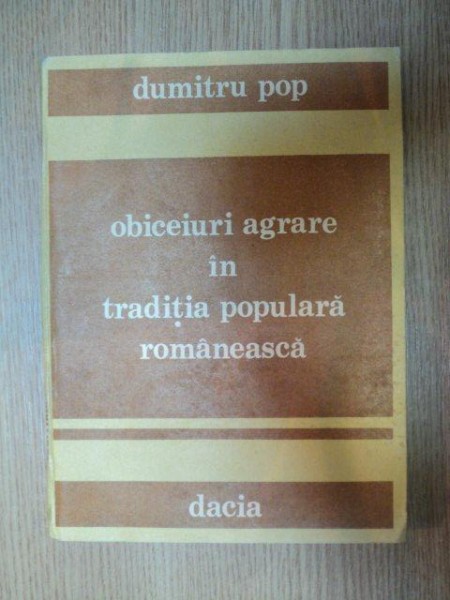 dumitru pop
obiceiuri agrare
în
tradiția populară
românească
dacia